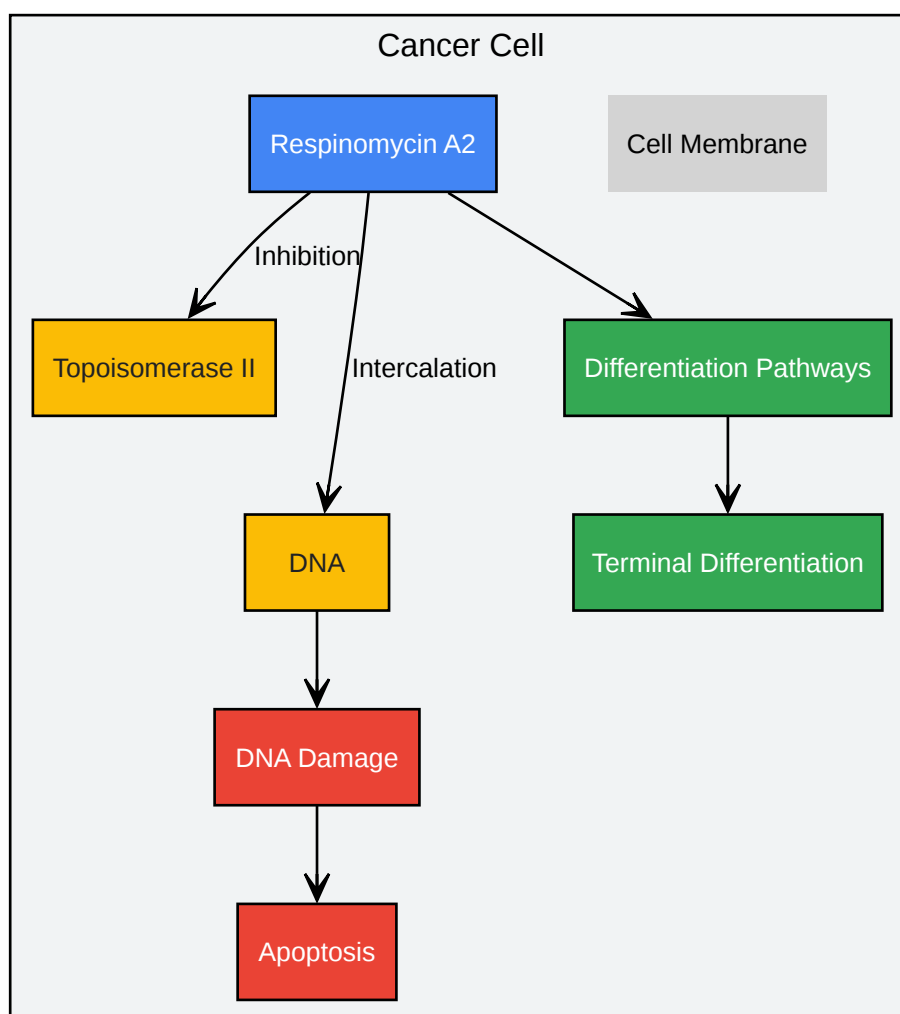 Cancer Cell
Respinomycin A2
Cell Membrane
Inhibition
Topoisomerase II
Intercalation
Differentiation Pathways
DNA
Terminal Differentiation
DNA Damage
Apoptosis